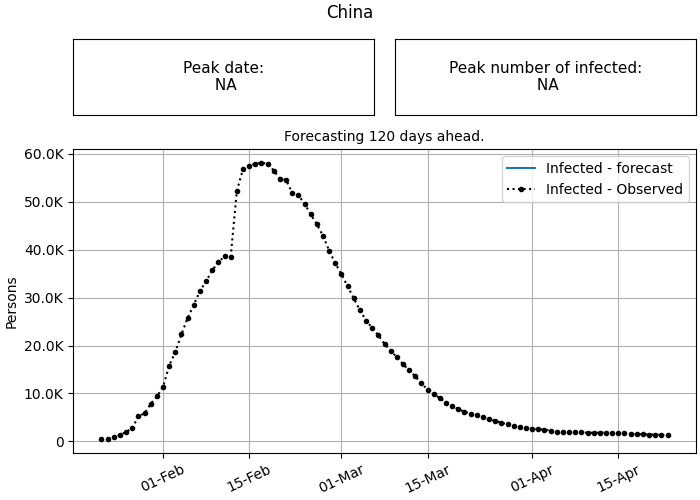 China
Peak date:
NA
Peak number of infected:
NA
Forecasting 120 days ahead.
60.0K
50.0K
40.0K
30.0K
20.0K
10.0K
0
Persons
Infected - forecast
Infected - Observed
01-Feb
15-Feb
01-Mar
15-Mar
01-Apr
15-Apr